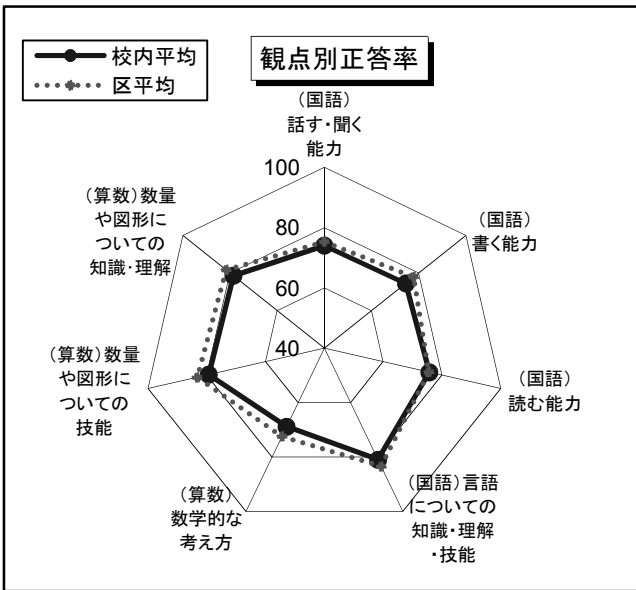 観点別正答率
校内平均
区平均
(国語)
話す・聞く
能力
(国語)
書く能力
(国語)
読む能力
(国語)言語
についての
知識・理解
・技能
(算数)
数学的な
考え方
(算数)数量
や図形に
ついての
技能
(算数)数量
や図形に
ついての
知識・理解
100
80
60
40